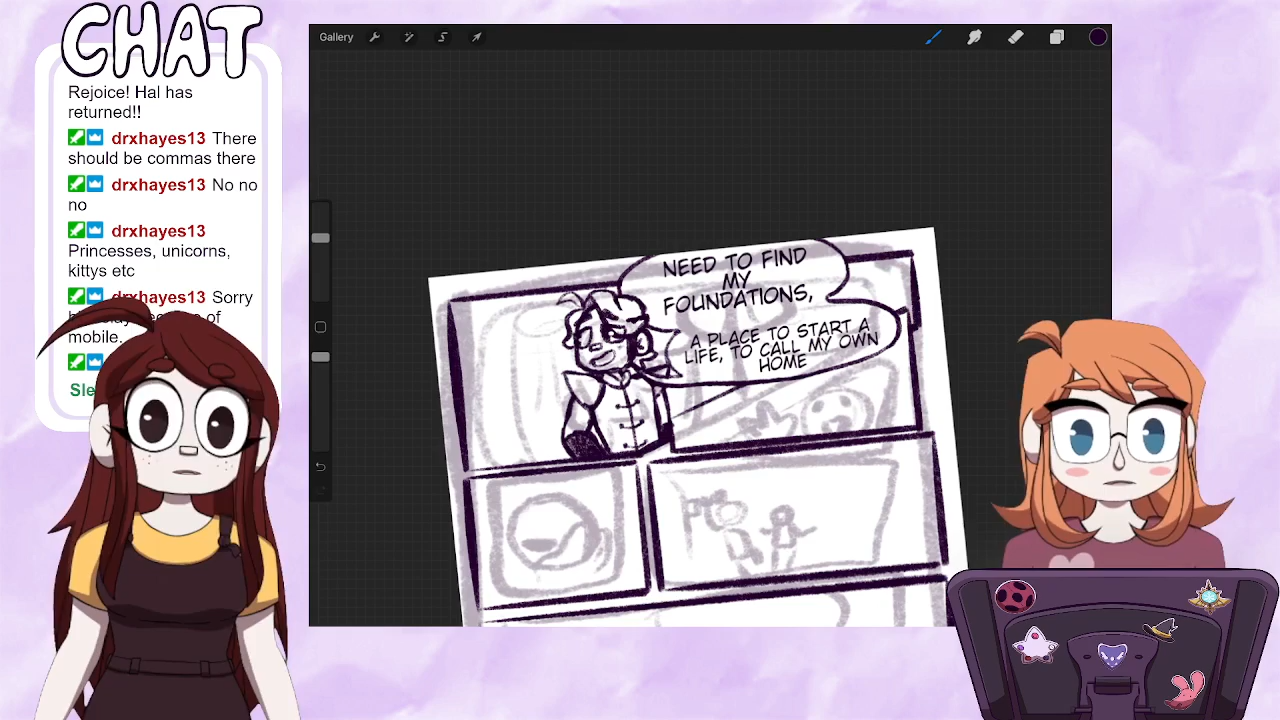 CHAT
Rejoice! Hal has
returned!!
drxhayes13 There
should be commas there
drxhayes13 No no
no
drxhayes13
Princesses, unicorns,
kittys etc
drxhayes13 Sorry
of
mobile.
Sle
Gallery
NEED TO FIND
MY
FOUNDATIONS,
A PLACE TO START A
LIFE, TO CALL MY OWN
HOME